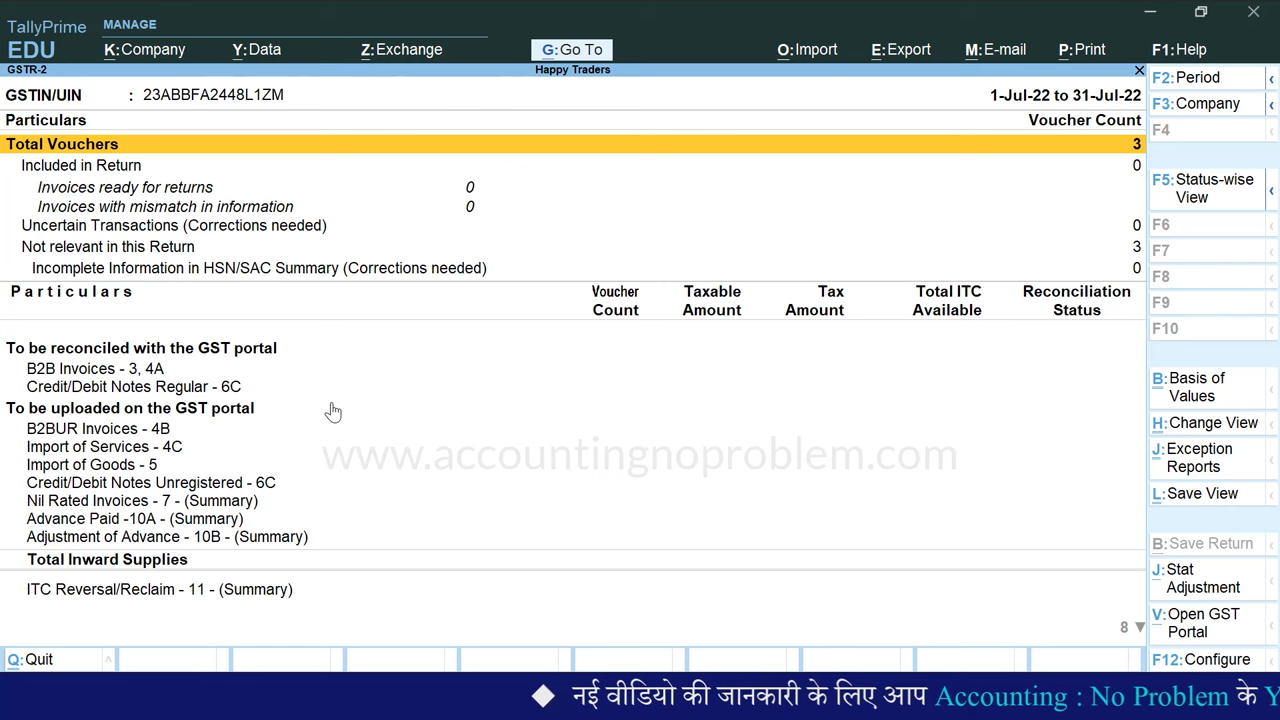 TallyPrime MANAGE
EDU K:Company Y:Data Z:Exchange G:Go To O:Import E:Export M:E-mail P:Print F1:Help
GSTR-2 Happy Traders
GSTIN/UIN : 23ABBFA2448L1ZM 1-Jul-22 to 31-Jul-22
Particulars Voucher Count
Total Vouchers 3
Included in Return 0
Invoices ready for returns 0
Invoices with mismatch in information 0
Uncertain Transactions (Corrections needed) 0
Not relevant in this Return 3
Incomplete Information in HSN/SAC Summary (Corrections needed) 0
Particulars Voucher Taxable Tax Total ITC Reconciliation
Count Amount Amount Available Status
To be reconciled with the GST portal
B2B Invoices - 3, 4A
Credit/Debit Notes Regular - 6C
To be uploaded on the GST portal
B2BUR Invoices - 4B
Import of Services - 4C
www.accountingnoproblem.com
Import of Goods - 5
Credit/Debit Notes Unregistered - 6C
Nil Rated Invoices - 7 - (Summary)
Advance Paid -10A - (Summary)
Adjustment of Advance - 10B - (Summary)
Total Inward Supplies
ITC Reversal/Reclaim - 11 - (Summary)
8 ▼
F2:Period
F3:Company
F4
F5:Status-wise
View
F6
F7
F8
F9
F10
B:Basis of
Values
H:Change View
J:Exception
Reports
L:Save View
B:Save Return
J:Stat
Adjustment
V:Open GST
Portal
F12:Configure
Q:Quit
◆ नई वीडियो की जानकारी के लिए आप Accounting : No Problem के Y